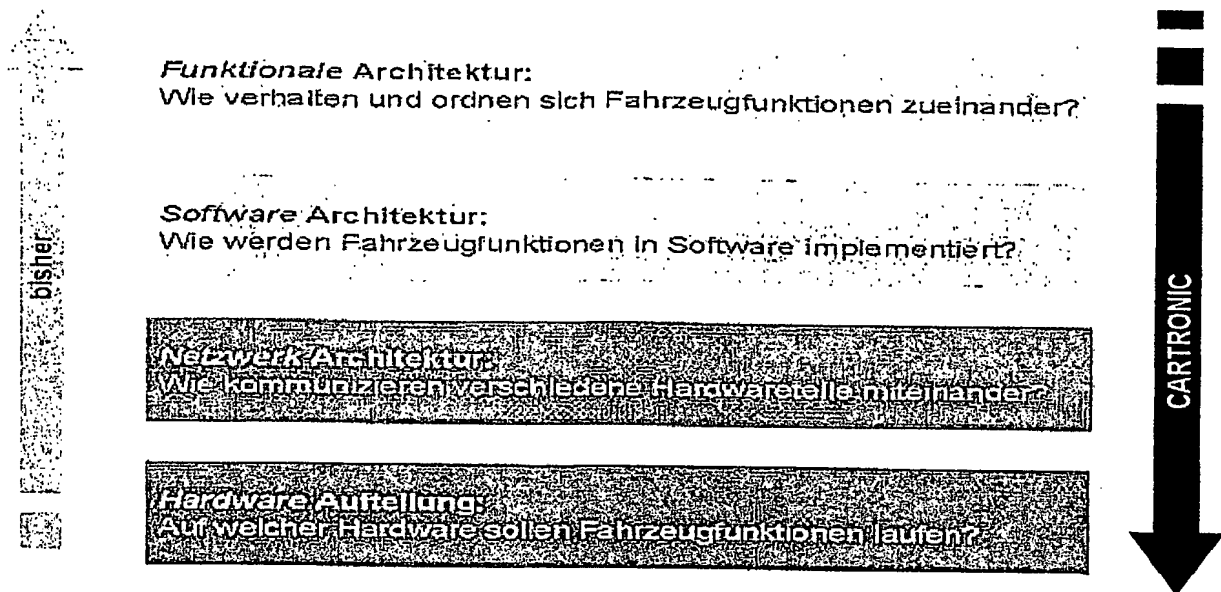 Funktionale Architektur:
Wie verhalten und ordnen sich Fahrzeugfunktionen zueinander?
Software Architektur:
Wie werden Fahrzeugfunktionen in Software implementiert?
bisher
Netzwerk Architektur:
Wie kommunizieren verschiedene Hardwareteile miteinander?
CARTRONIC
Hardware Aufteilung:
Auf welcher Hardware sollen Fahrzeugfunktionen laufen?